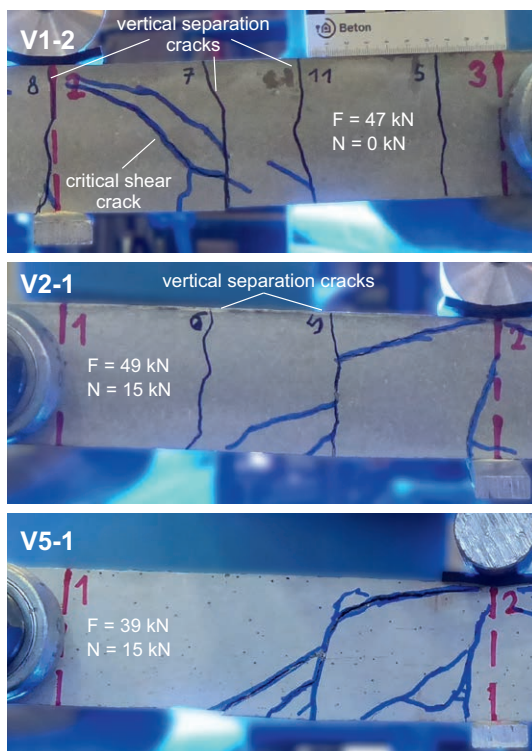 V1-2
vertical separation
cracks
Beton
8
2
7
11
5
3
F = 47 kN
N = 0 kN
critical shear
crack
V2-1
vertical separation cracks
1
6
5
2
F = 49 kN
N = 15 kN
V5-1
1
2
F = 39 kN
N = 15 kN